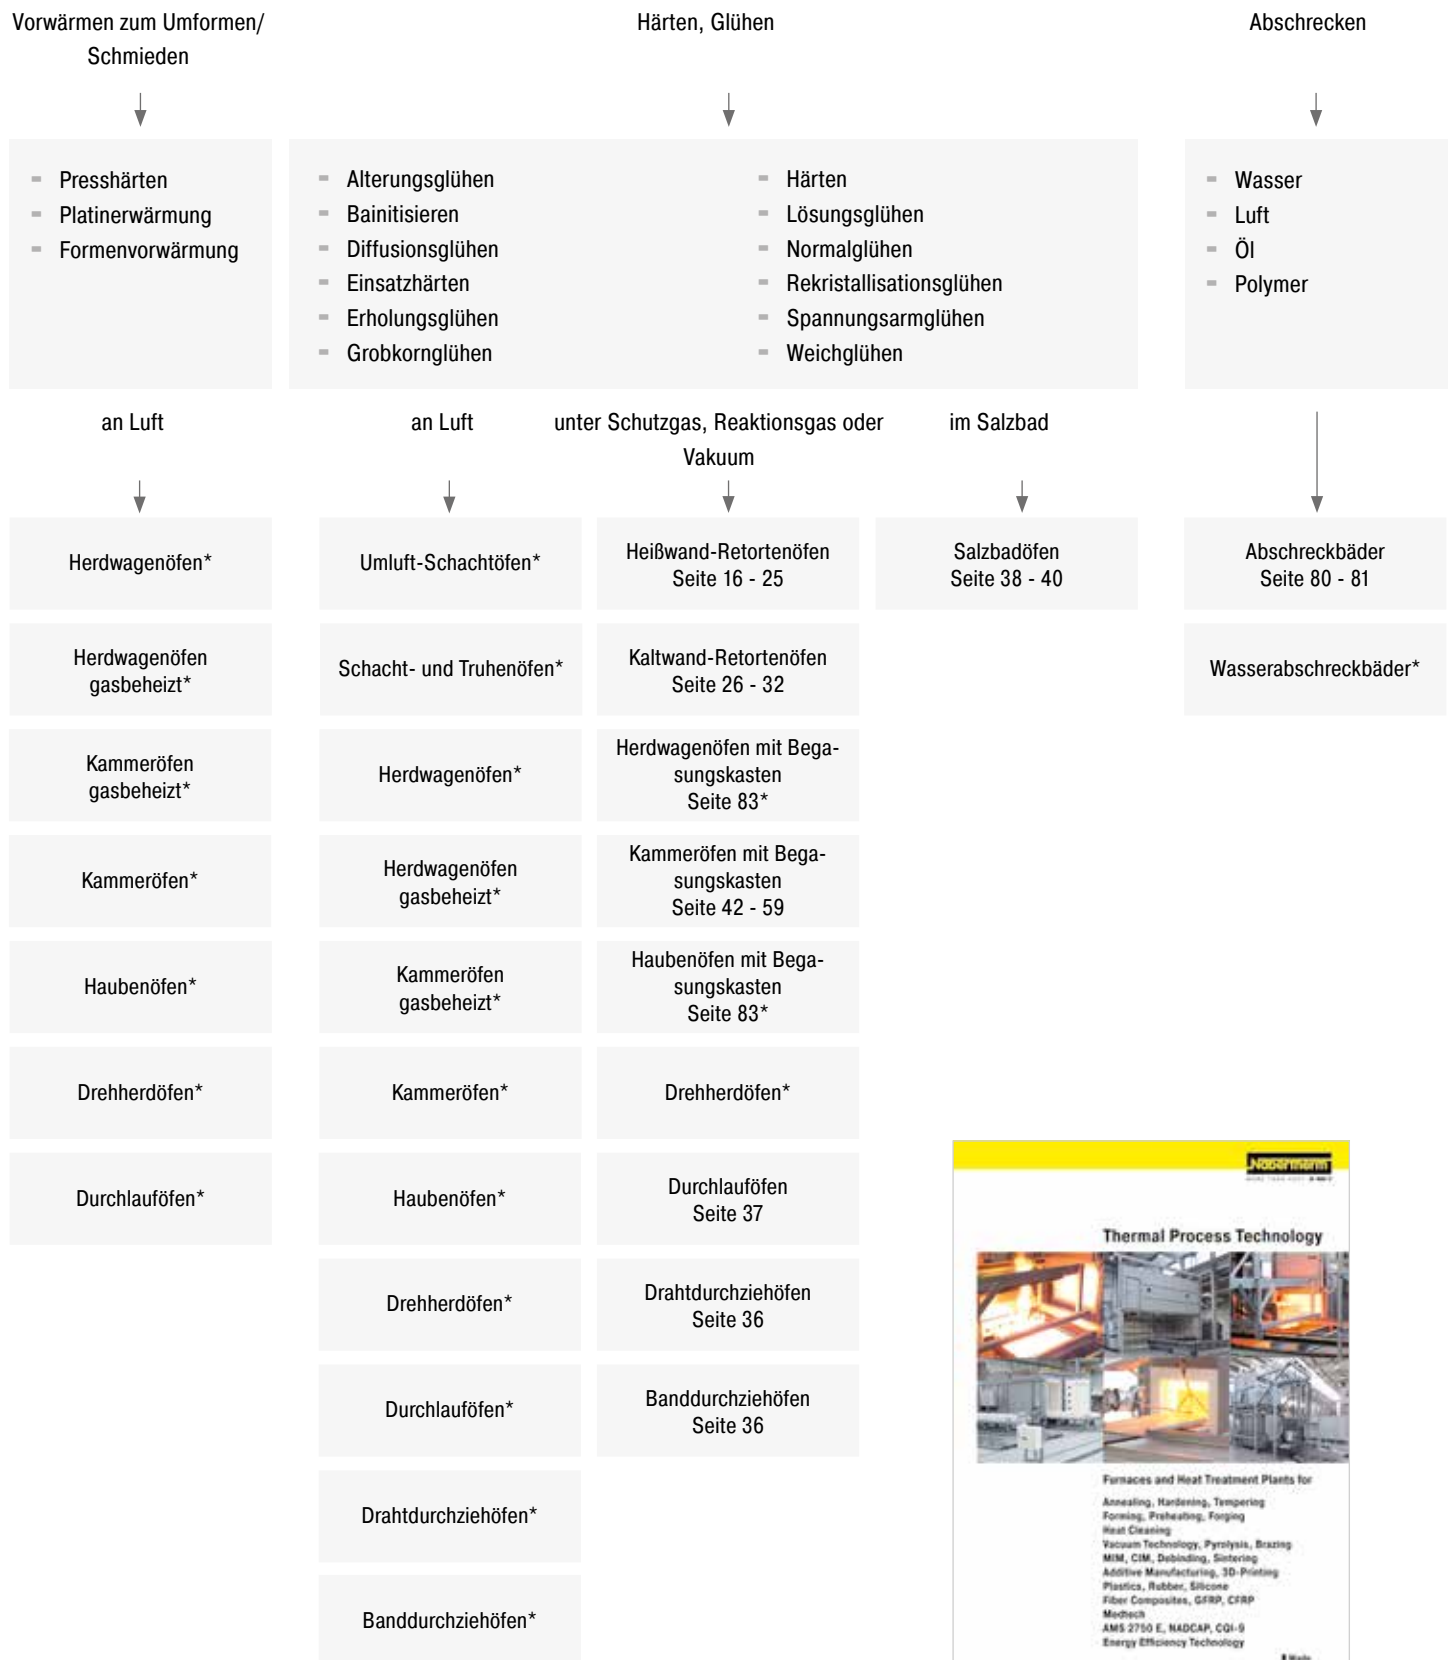 Vorwärmen zum Umformen/
Schmieden
Härten, Glühen
Abschrecken
Presshärten
Platinerwärmung
Formenvorwärmung
Alterungsglühen
Bainitisieren
Diffusionsglühen
Einsatzhärten
Erholungsglühen
Grobkornglühen
Härten
Lösungsglühen
Normalglühen
Rekristallisationsglühen
Spannungsarmglühen
Weichglühen
Wasser
Luft
Öl
Polymer
an Luft
an Luft
unter Schutzgas, Reaktionsgas oder
Vakuum
im Salzbad
Herdwagenöfen*
Herdwagenöfen
gasbeheizt*
Kammeröfen
gasbeheizt*
Kammeröfen*
Haubenöfen*
Drehherdöfen*
Durchlauföfen*
Umluft-Schachtöfen*
Schacht- und Truhenöfen*
Herdwagenöfen*
Herdwagenöfen
gasbeheizt*
Kammeröfen
gasbeheizt*
Kammeröfen*
Haubenöfen*
Drehherdöfen*
Durchlauföfen*
Drahtdurchziehöfen*
Banddurchziehöfen*
Heißwand-Retortenöfen
Seite 16 - 25
Kaltwand-Retortenöfen
Seite 26 - 32
Herdwagenöfen mit Bega-
sungskasten
Seite 83*
Kammeröfen mit Bega-
sungskasten
Seite 42 - 59
Haubenöfen mit Bega-
sungskasten
Seite 83*
Drehherdöfen*
Durchlauföfen
Seite 37
Drahtdurchziehöfen
Seite 36
Banddurchziehöfen
Seite 36
Salzbadöfen
Seite 38 - 40
Abschreckbäder
Seite 80 - 81
Wasserabschreckbäder*
Nabertherm
MORE THAN HEAT 30-3000 °C
Thermal Process Technology
Furnaces and Heat Treatment Plants for
Annealing, Hardening, Tempering
Forming, Preheating, Forging
Heat Cleaning
Vacuum Technology, Pyrolysis, Brazing
MIM, CIM, Debinding, Sintering
Additive Manufacturing, 3D-Printing
Plastics, Rubber, Silicone
Fiber Composites, GFRP, CFRP
Medtech
AMS 2750 E, NADCAP, CQI-9
Energy Efficiency Technology
Made